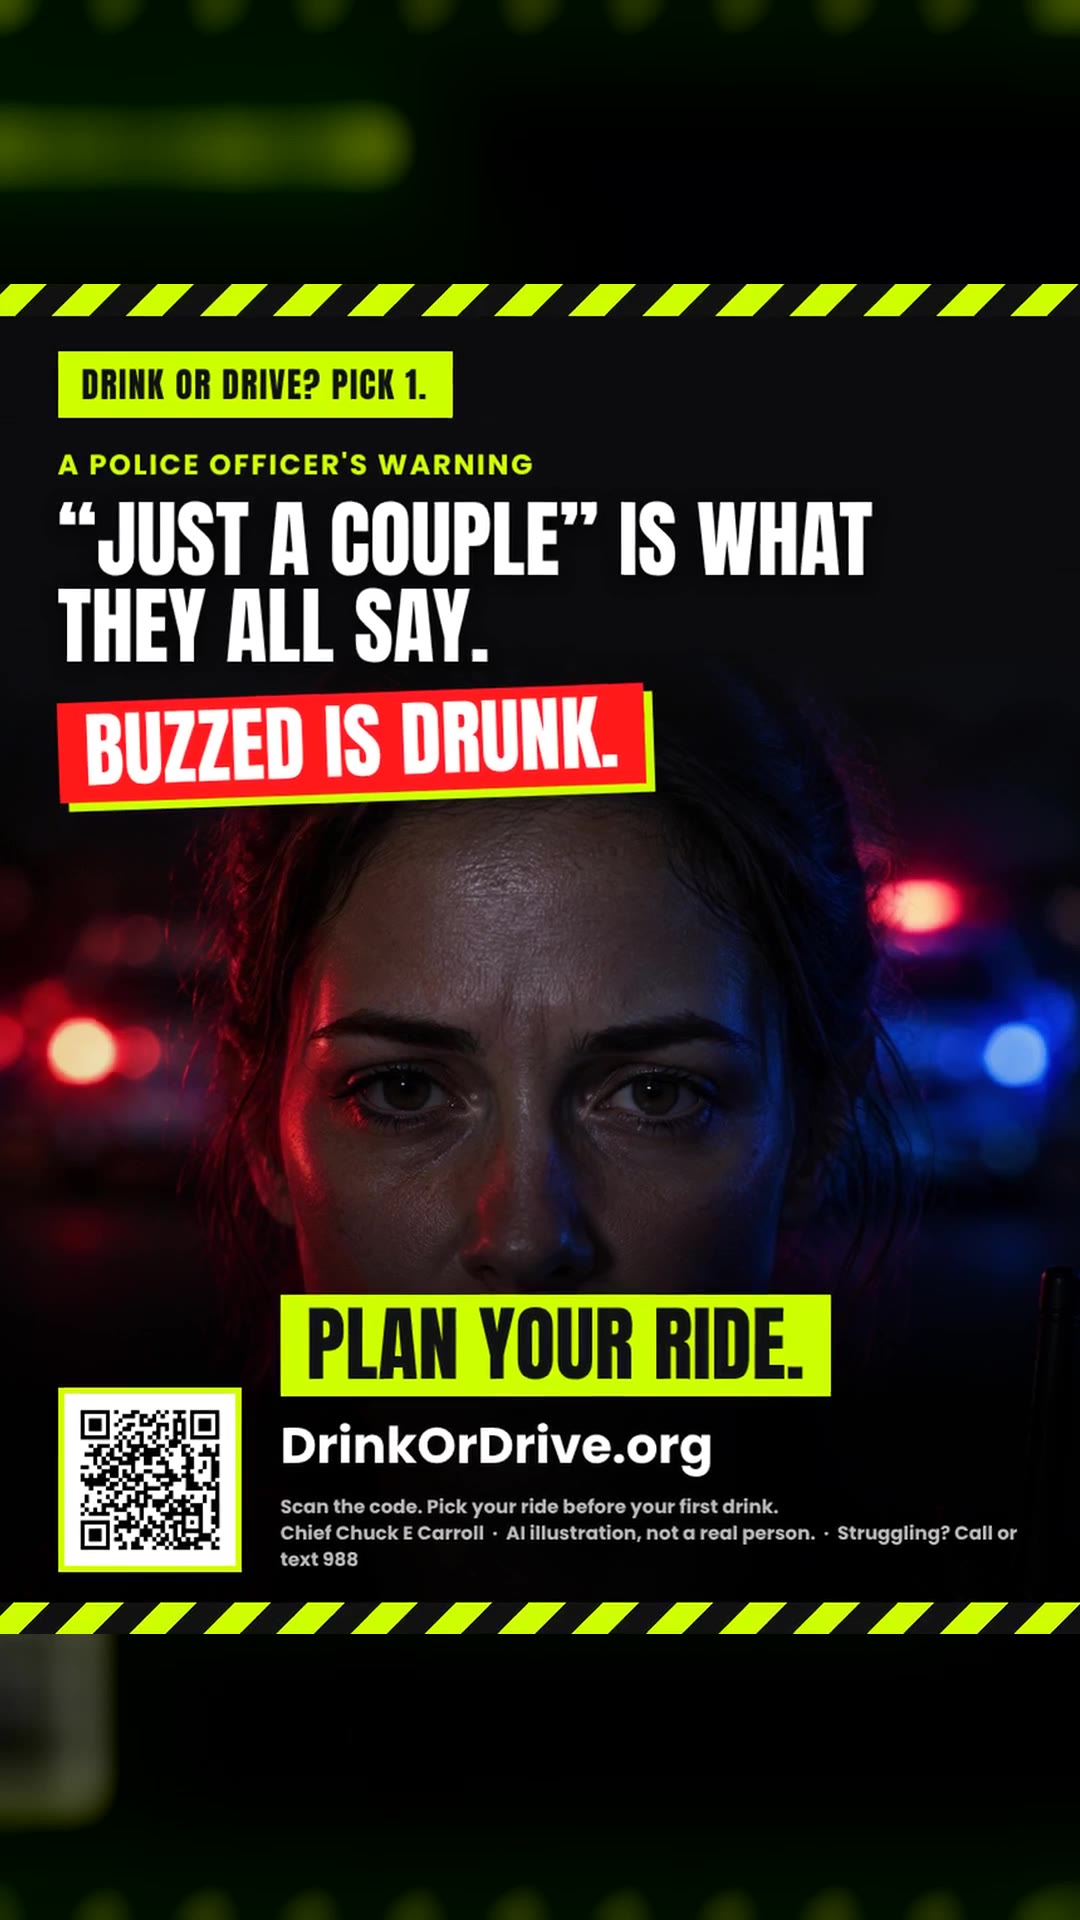 DRINK OR DRIVE? PICK 1.
A POLICE OFFICER'S WARNING
“JUST A COUPLE” IS WHAT
THEY ALL SAY.
BUZZED IS DRUNK.
PLAN YOUR RIDE.
DrinkOrDrive.org
Scan the code. Pick your ride before your first drink.
Chief Chuck E Carroll · AI illustration, not a real person. · Struggling? Call or
text 988